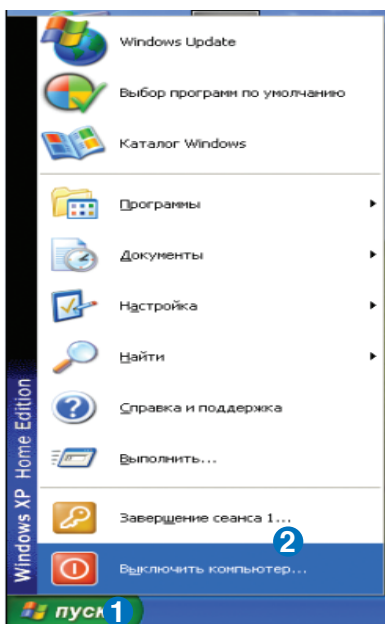 Windows Update
Выбор программ по умолчанию
Каталог Windows
Программы
Документы
Настройка
Найти
Справка и поддержка
Выполнить...
Завершение сеанса 1...
2
Выключить компьютер...
Windows XP Home Edition
пуск
1